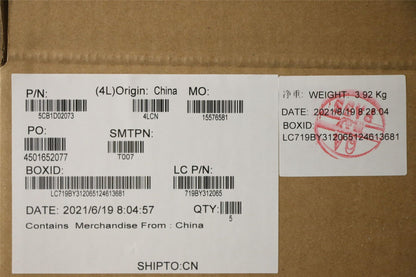 P/N:
5CB1D02073
(4L)Origin: China
4LCN
MO:
15576581
PO:
4501652077
SMTPN:
T007
BOXID:
LC719BY312065124613681
LC P/N:
719BY312065
DATE: 2021/6/19 8:04:57
QTY:
5
Contains Merchandise From : China
SHIPTO:CN
净重: WEIGHT: 3.92 Kg
DATE: 2021/6/19 8:28:04
BOXID:
LC719BY312065124613681